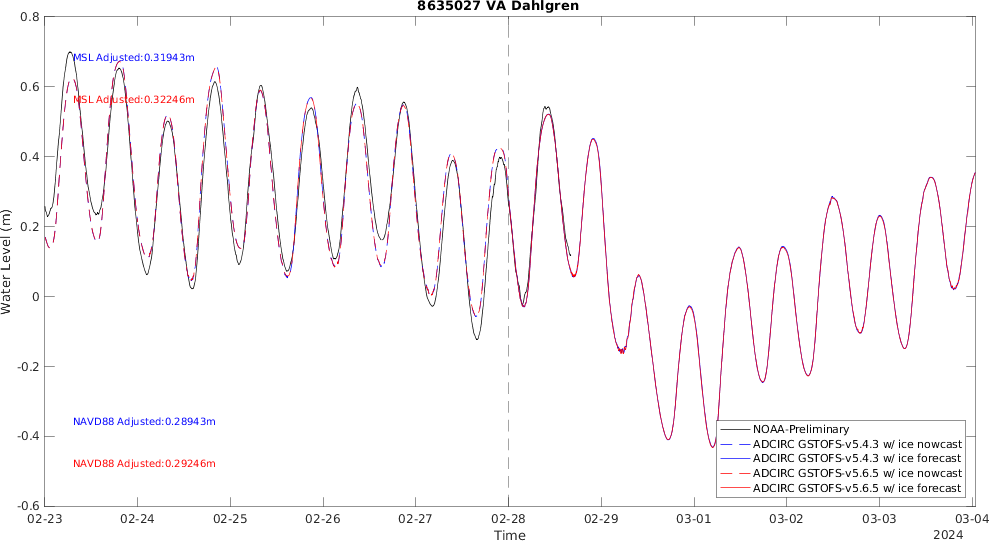 8635027 VA Dahlgren
Water Level (m)
0.8
0.6
0.4
0.2
0
-0.2
-0.4
-0.6
MSL Adjusted:0.31943m
MSL Adjusted:0.32246m
NAVD88 Adjusted:0.28943m
NAVD88 Adjusted:0.29246m
NOAA-Preliminary
ADCIRC GSTOFS-v5.4.3 w/ ice nowcast
ADCIRC GSTOFS-v5.4.3 w/ ice forecast
ADCIRC GSTOFS-v5.6.5 w/ ice nowcast
ADCIRC GSTOFS-v5.6.5 w/ ice forecast
02-23 02-24 02-25 02-26 02-27 02-28 02-29 03-01 03-02 03-03 03-04
Time
2024